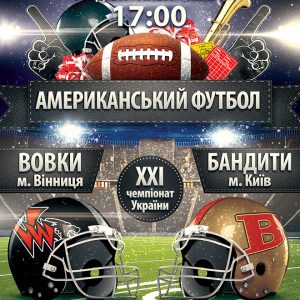 17:00
АМЕРИКАНСЬКИЙ ФУТБОЛ
ВОВКИ
м. Вінниця
XXI
чемпіонат
України
БАНДИТИ
м. Київ
B